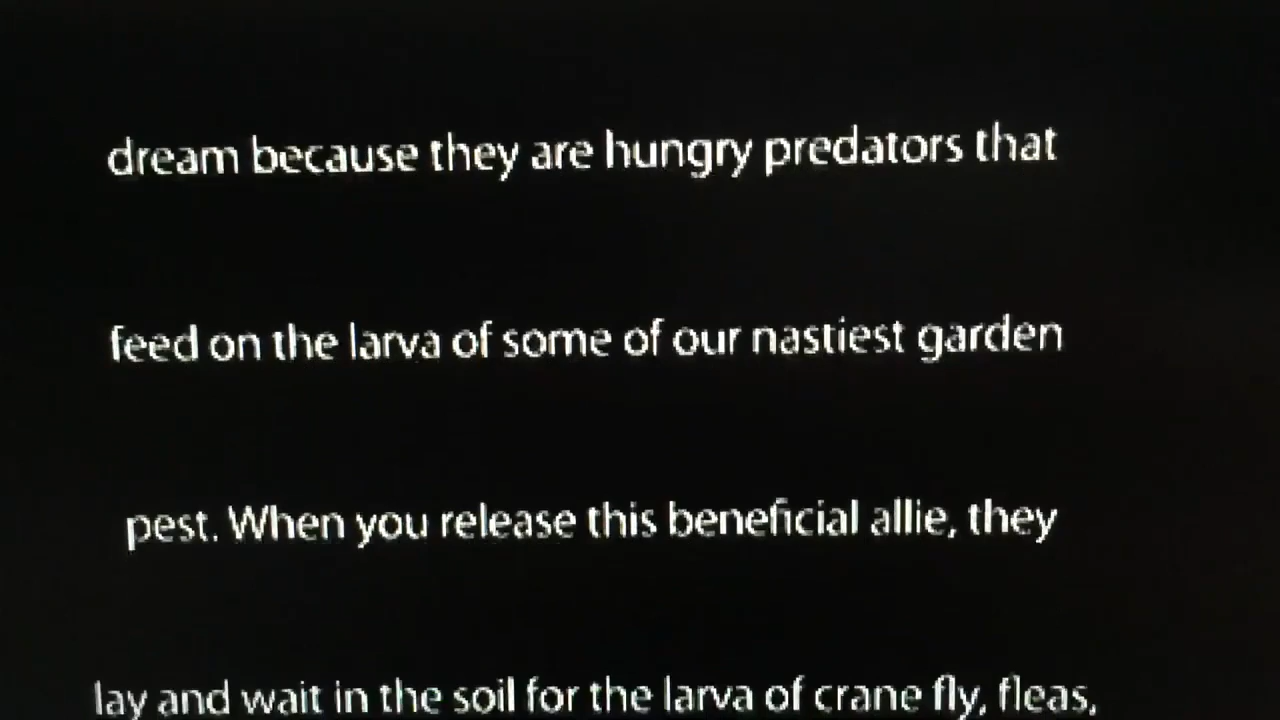 dream because they are hungry predators that
feed on the larva of some of our nastiest garden
pest. When you release this beneficial allie, they
lay and wait in the soil for the larva of crane fly, fleas,